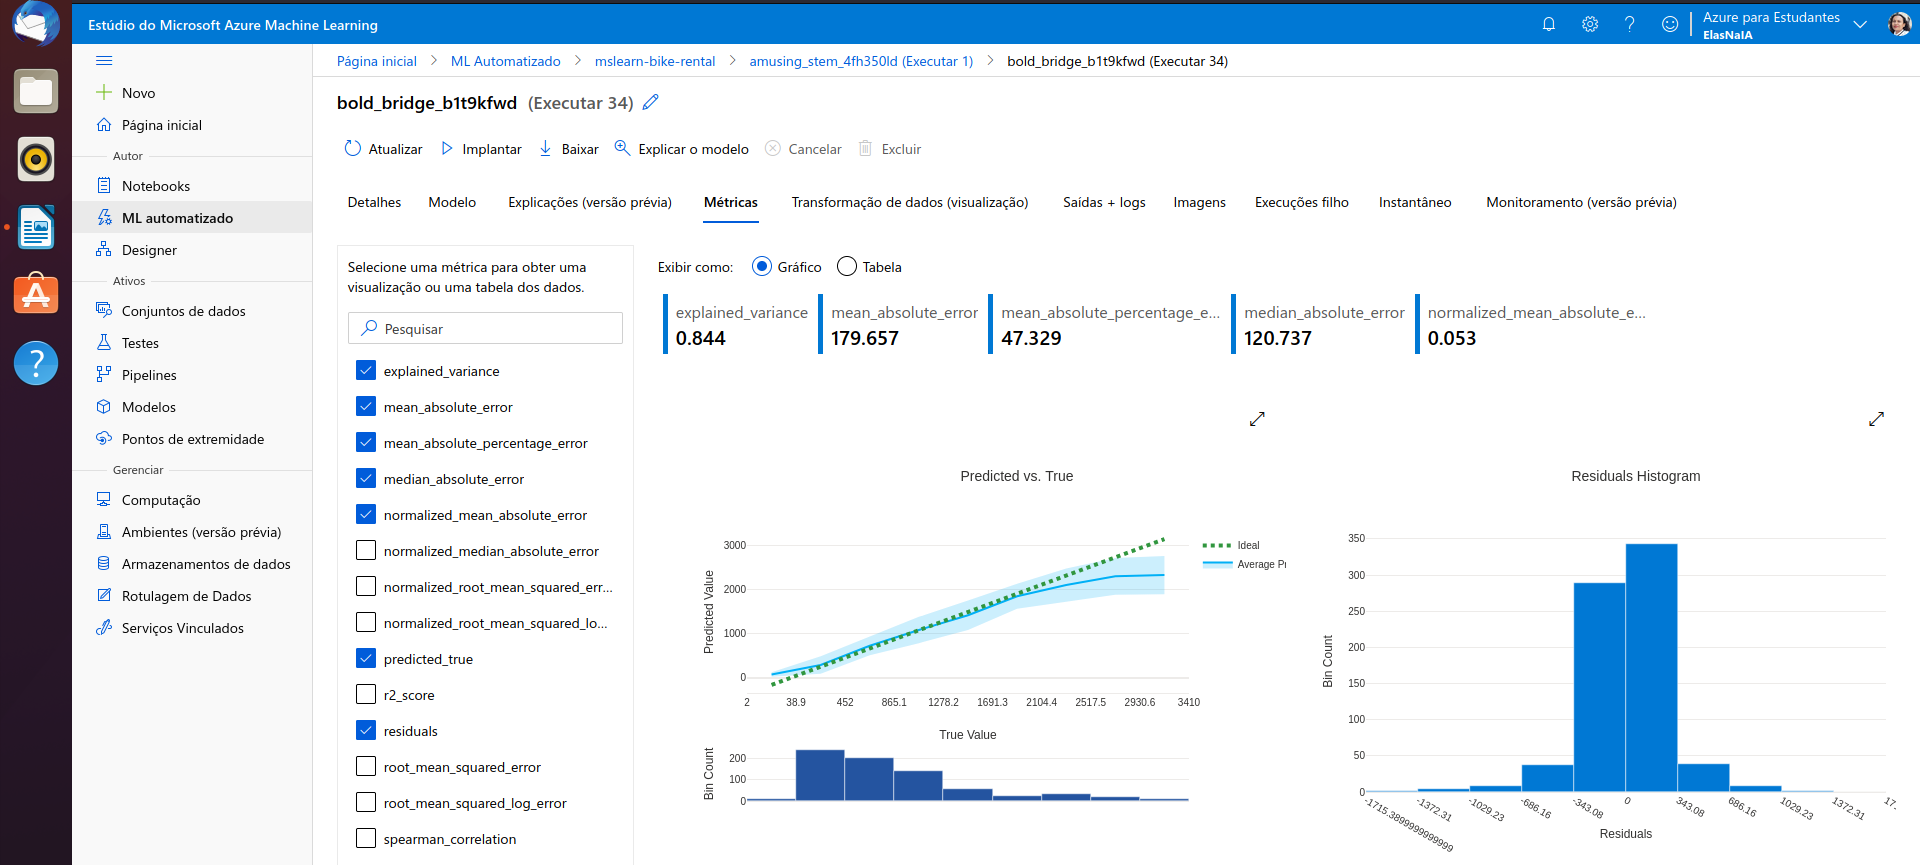 Estúdio do Microsoft Azure Machine Learning
Azure para Estudantes
ElasNaIA
Página inicial > ML Automatizado > mslearn-bike-rental > amusing_stem_4fh350ld (Executar 1) > bold_bridge_b1t9kfwd (Executar 34)
Novo
Página inicial
Autor
Notebooks
ML automatizado
Designer
Ativos
Conjuntos de dados
Testes
Pipelines
Modelos
Pontos de extremidade
Gerenciar
Computação
Ambientes (versão prévia)
Armazenamentos de dados
Rotulagem de Dados
Serviços Vinculados
bold_bridge_b1t9kfwd (Executar 34)
Atualizar Implantar Baixar Explicar o modelo Cancelar Excluir
Detalhes Modelo Explicações (versão prévia) Métricas Transformação de dados (visualização) Saídas + logs Imagens Execuções filho Instantâneo Monitoramento (versão prévia)
Selecione uma métrica para obter uma
visualização ou uma tabela dos dados.
Pesquisar
explained_variance
mean_absolute_error
mean_absolute_percentage_error
median_absolute_error
normalized_mean_absolute_error
normalized_median_absolute_error
normalized_root_mean_squared_err...
normalized_root_mean_squared_lo...
predicted_true
r2_score
residuals
root_mean_squared_error
root_mean_squared_log_error
spearman_correlation
Exibir como: Gráfico Tabela
explained_variance
0.844
mean_absolute_error
179.657
mean_absolute_percentage_e...
47.329
median_absolute_error
120.737
normalized_mean_absolute_e...
0.053
Predicted vs. True
Predicted Value
3000
2000
1000
0
2 38.9 452 865.1 1278.2 1691.3 2104.4 2517.5 2930.6 3410
True Value
Ideal
Average Pr
Bin Count
200
100
0
Residuals Histogram
Bin Count
350
300
250
200
150
100
50
0
-1715.3899999999999 -1372.31 -1029.23 -686.16 -343.08 0 343.08 686.16 1029.23 1372.31 17.
Residuals